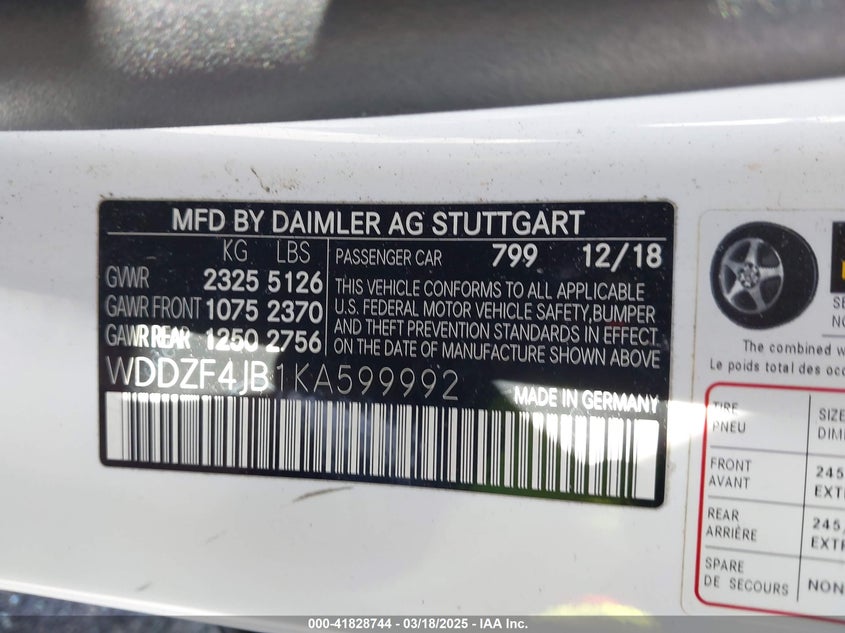 MFD BY DAIMLER AG STUTTGART
KG LBS
GVWR 2325 5126
GAWR FRONT 1075 2370
GAWR REAR 1250 2756
PASSENGER CAR 799 12/18
THIS VEHICLE CONFORMS TO ALL APPLICABLE
U.S. FEDERAL MOTOR VEHICLE SAFETY, BUMPER
AND THEFT PREVENTION STANDARDS IN EFFECT
ON THE DATE OF MANUFACTURE SHOWN ABOVE
WDDZF4JB1KA599992
MADE IN GERMANY
SE
NO
The combined w
Le poids total des occ
TIRE
PNEU
SIZE
DIME
FRONT
AVANT
245
EXT
REAR
ARRIÈRE
245
EXT
SPARE
DE SECOURS
NON
000-41828744 - 03/18/2025 - IAA Inc.